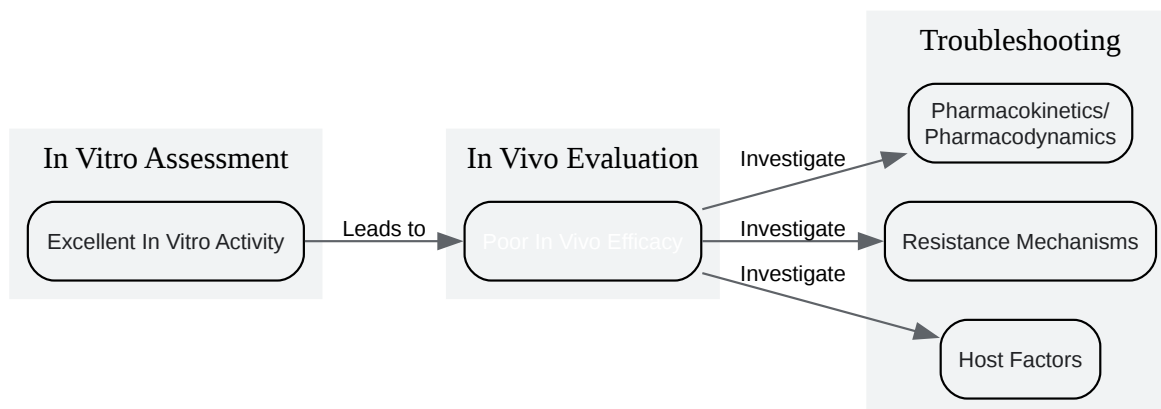 Troubleshooting
Pharmacokinetics/
Pharmacodynamics
In Vitro Assessment
In Vivo Evaluation
Investigate
Excellent In Vitro Activity
Leads to
Poor In Vivo Efficacy
Investigate
Resistance Mechanisms
Investigate
Host Factors